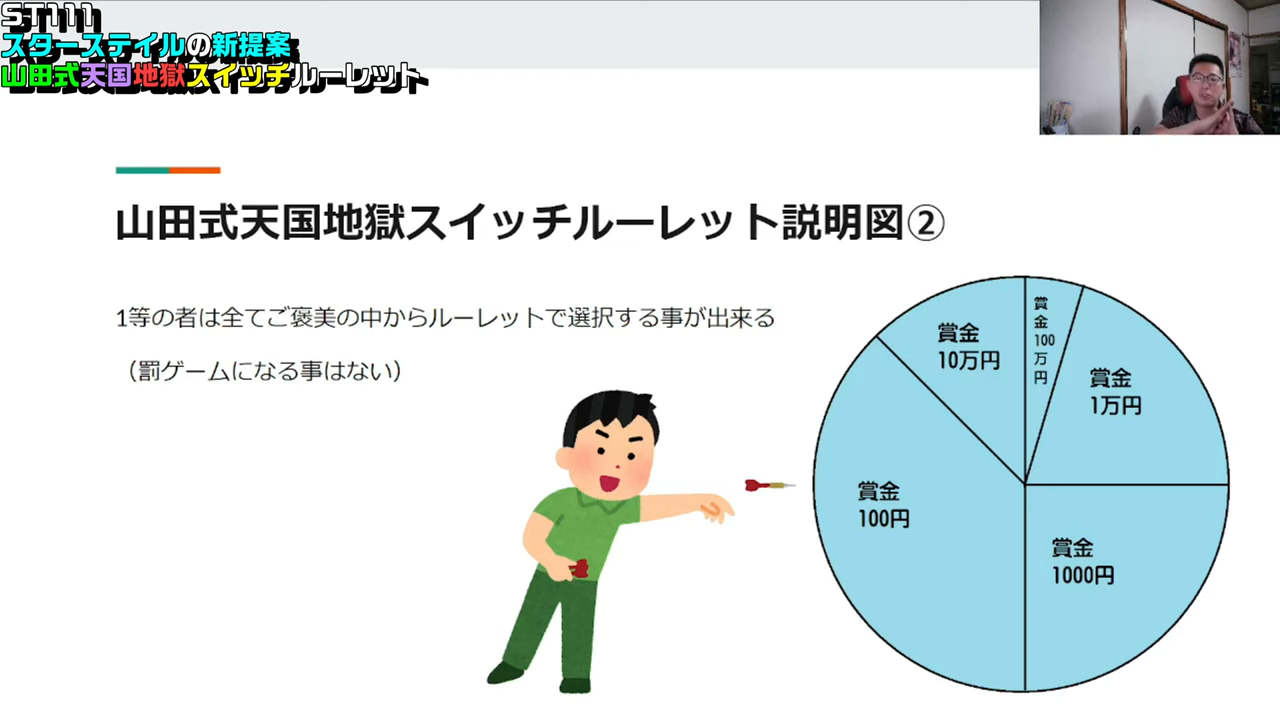 ST111
スターステイルの新提案
山田式天国地獄スイッチルーレット
山田式天国地獄スイッチルーレット説明図②
1等の者は全てご褒美の中からルーレットで選択する事が出来る
（罰ゲームになる事はない）
賞金
10万円
賞
金
100
万
円
賞金
1万円
賞金
100円
賞金
1000円